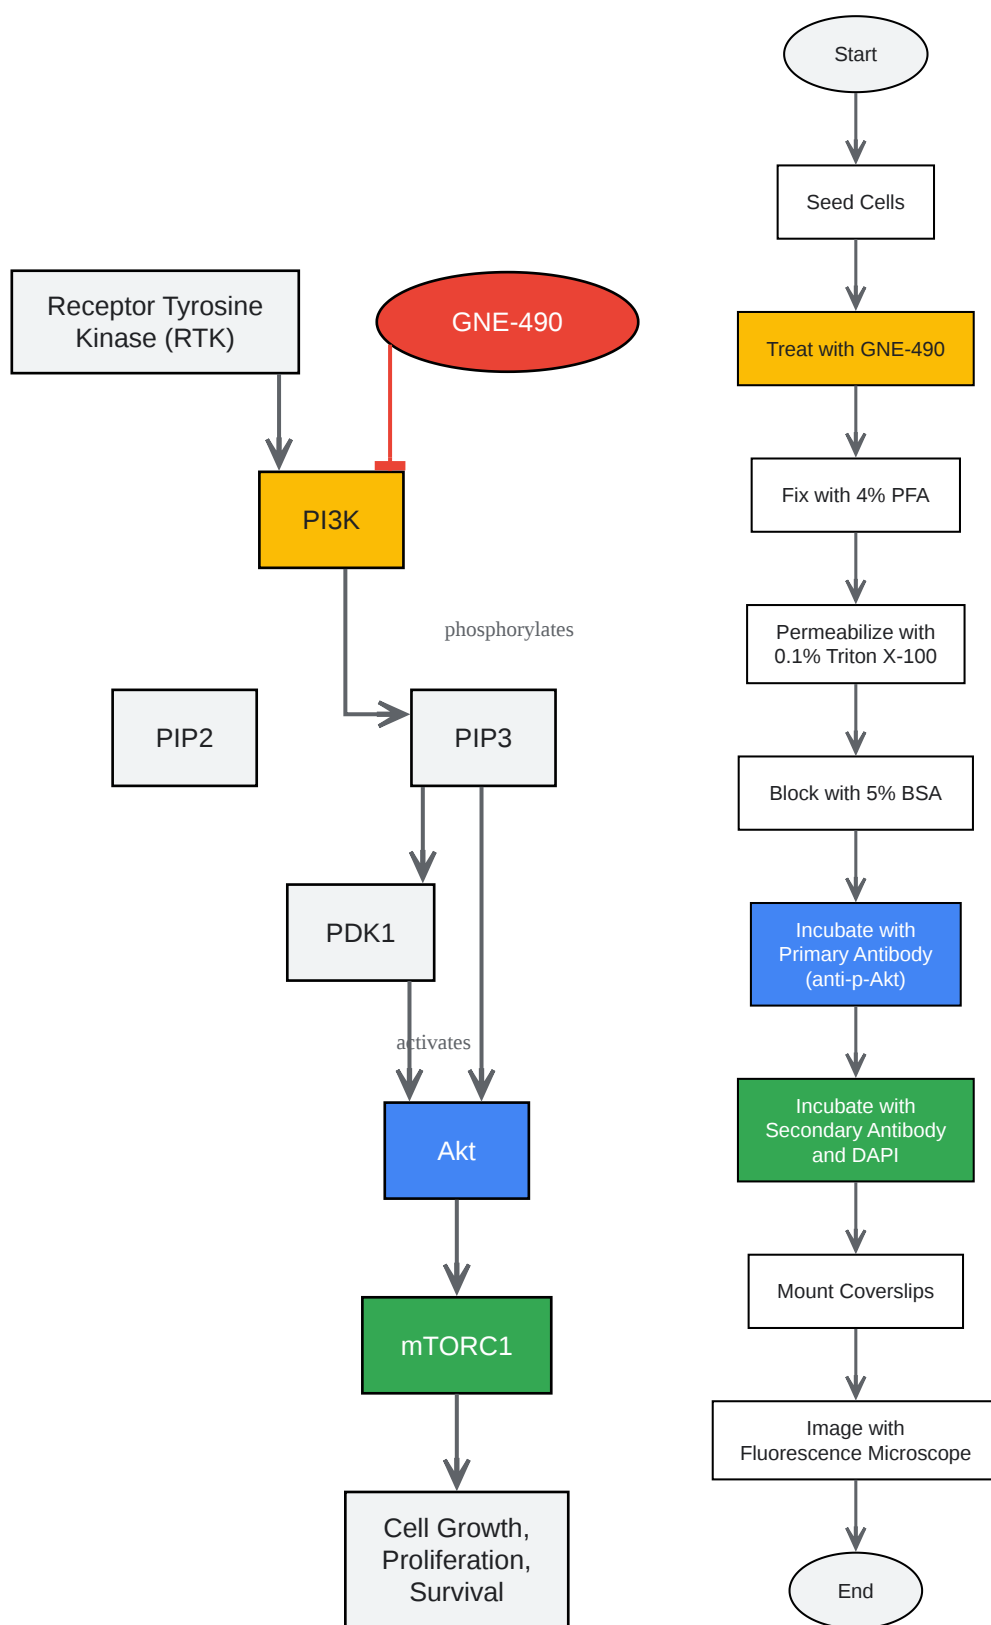 Receptor Tyrosine
Kinase (RTK)
GNE-490
PI3K
phosphorylates
PIP2
PIP3
PDK1
activates
Akt
mTORC1
Cell Growth,
Proliferation,
Survival
Start
Seed Cells
Treat with GNE-490
Fix with 4% PFA
Permeabilize with
0.1% Triton X-100
Block with 5% BSA
Incubate with
Primary Antibody
(anti-p-Akt)
Incubate with
Secondary Antibody
and DAPI
Mount Coverslips
Image with
Fluorescence Microscope
End